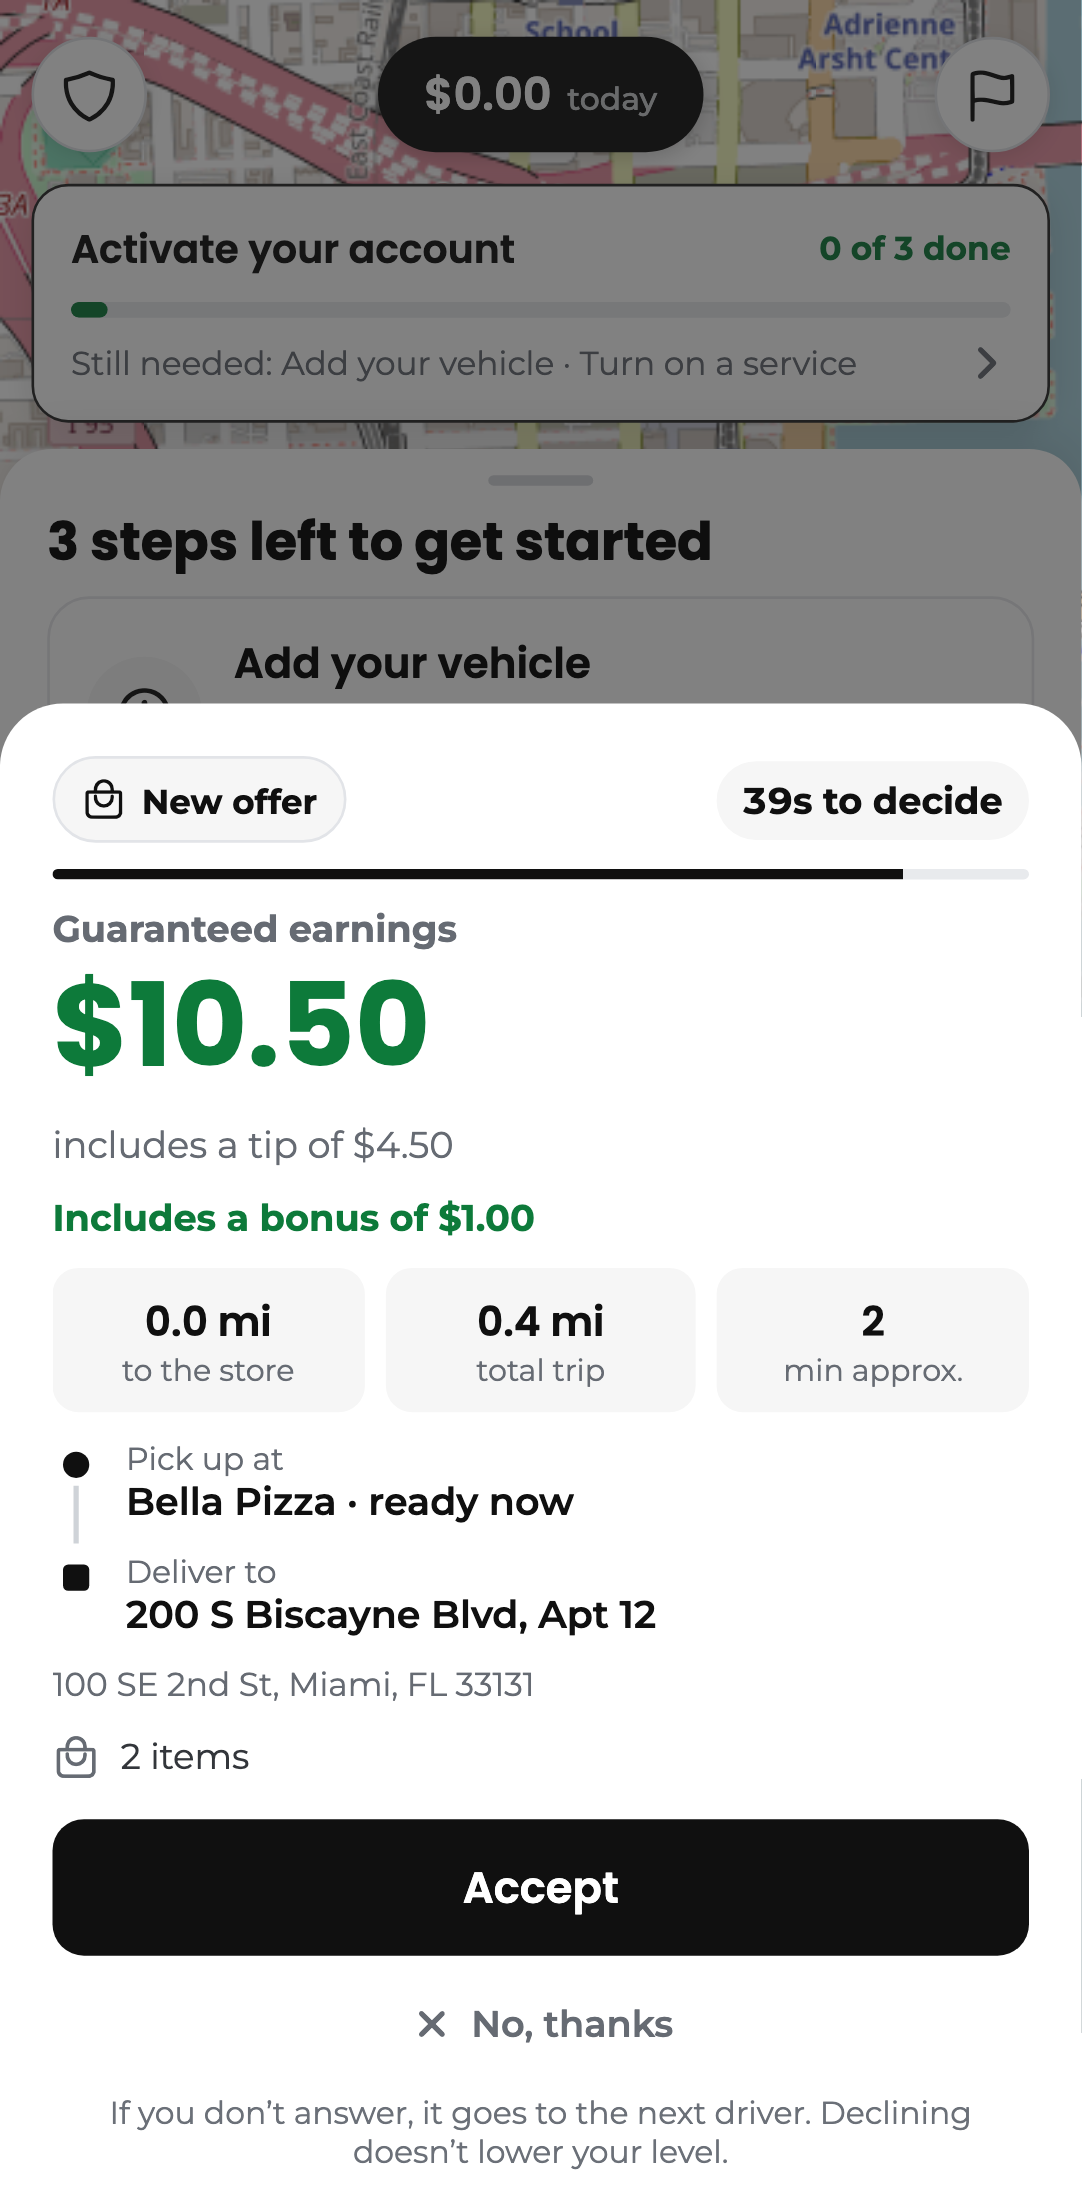 School
Adrienne
Arsht Cent
East Coast Rail
$0.00 today
3A
Activate your account
0 of 3 done
Still needed: Add your vehicle · Turn on a service
I 95
3 steps left to get started
Add your vehicle
New offer
39s to decide
Guaranteed earnings
$10.50
includes a tip of $4.50
Includes a bonus of $1.00
0.0 mi
to the store
0.4 mi
total trip
2
min approx.
Pick up at
Bella Pizza · ready now
Deliver to
200 S Biscayne Blvd, Apt 12
100 SE 2nd St, Miami, FL 33131
2 items
Accept
No, thanks
If you don’t answer, it goes to the next driver. Declining
doesn’t lower your level.